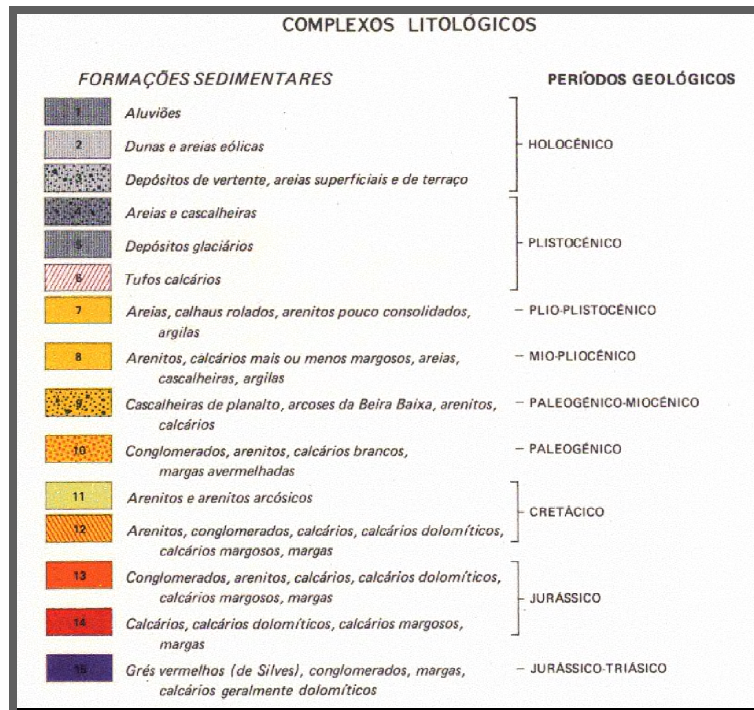 COMPLEXOS LITOLÓGICOS
FORMAÇÕES SEDIMENTARES PERÍODOS GEOLÓGICOS
1 Aluviões
2 Dunas e areias eólicas
HOLOCÉNICO
3 Depósitos de vertente, areias superficiais e de terraço
4 Areias e cascalheiras
5 Depósitos glaciários
PLISTOCÉNICO
6 Tufos calcários
7 Areias, calhaus rolados, arenitos pouco consolidados, – PLIO-PLISTOCÉNICO
argilas
8 Arenitos, calcários mais ou menos margosos, areias, – MIO-PLIOCÉNICO
cascalheiras, argilas
9 Cascalheiras de planalto, arcoses da Beira Baixa, arenitos, – PALEOGÉNICO-MIOCÉNICO
calcários
10 Conglomerados, arenitos, calcários brancos, – PALEOGÉNICO
margas avermelhadas
11 Arenitos e arenitos arcósicos
CRETÁCICO
12 Arenitos, conglomerados, calcários, calcários dolomíticos,
calcários margosos, margas
13 Conglomerados, arenitos, calcários, calcários dolomíticos,
calcários margosos, margas
JURÁSSICO
14 Calcários, calcários dolomíticos, calcários margosos,
margas
15 Grés vermelhos (de Silves), conglomerados, margas, – JURÁSSICO-TRIÁSICO
calcários geralmente dolomíticos